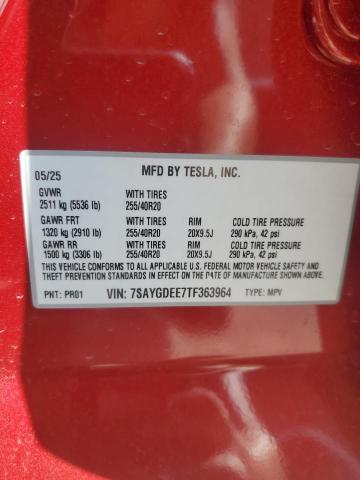 05/25 MFD BY TESLA, INC.
GVWR WITH TIRES
2511 kg (5536 lb) 255/40R20
GAWR FRT WITH TIRES RIM COLD TIRE PRESSURE
1320 kg (2910 lb) 255/40R20 20X9.5J 290 kPa, 42 psi
GAWR RR WITH TIRES RIM COLD TIRE PRESSURE
1500 kg (3306 lb) 255/40R20 20X9.5J 290 kPa, 42 psi
THIS VEHICLE CONFORMS TO ALL APPLICABLE U.S. FEDERAL MOTOR VEHICLE SAFETY AND
THEFT PREVENTION STANDARDS IN EFFECT ON THE DATE OF MANUFACTURE SHOWN ABOVE.
PNT: PR01 VIN: 7SAYGDEE7TF363964 TYPE: MPV